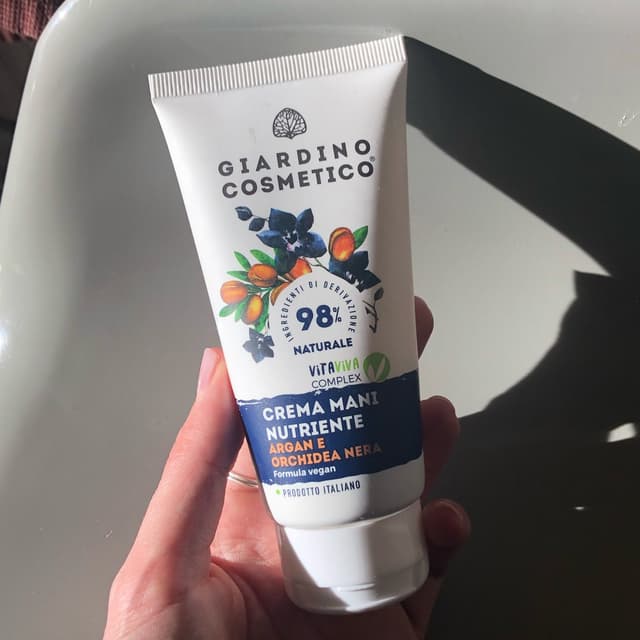 GIARDINO
COSMETICO®
INGREDIENTI DI DERIVAZIONE
98%
NATURALE
VITAVIVA
COMPLEX
CREMA MANI
NUTRIENTE
ARGAN E
ORCHIDEA NERA
Formula vegan
PRODOTTO ITALIANO